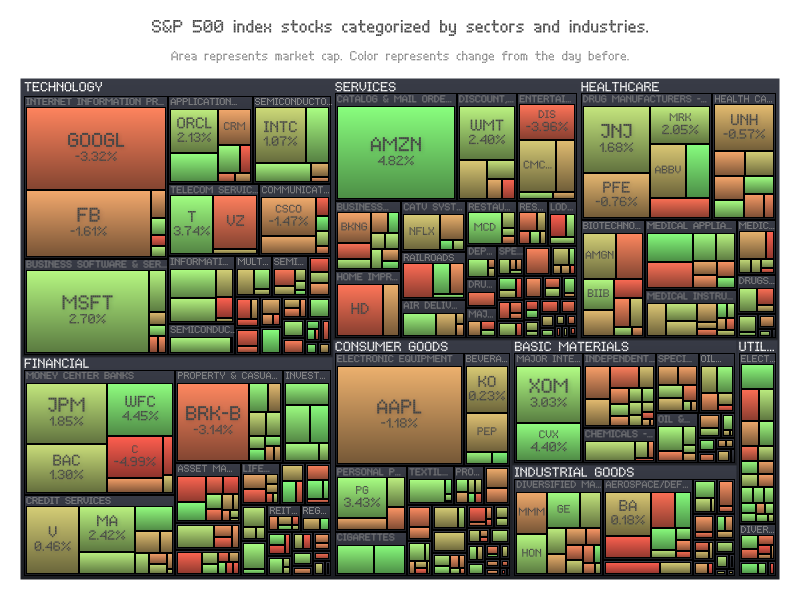 S&P 500 index stocks categorized by sectors and industries.
Area represents market cap. Color represents change from the day before.
TECHNOLOGY
INTERNET INFORMATION PR...
GOOGL
-3.32%
FB
-1.61%
APPLICATION...
ORCL
2.13%
CRM
SEMICONDUCTO...
INTC
1.07%
TELECOM SERVIC...
T
3.74%
VZ
COMMUNICAT...
CSCO
-1.47%
BUSINESS SOFTWARE & SER...
MSFT
2.70%
INFORMATI...
MULT...
SEMI...
SEMICONDUC...
FINANCIAL
MONEY CENTER BANKS
JPM
1.85%
WFC
4.45%
BAC
1.30%
C
-4.99%
PROPERTY & CASUA...
BRK-B
-3.14%
INVEST...
ASSET MA...
LIFE...
CREDIT SERVICES
V
0.46%
MA
2.42%
REIT...
REG...
SERVICES
CATALOG & MAIL ORDE...
AMZN
4.82%
DISCOUNT,...
WMT
2.40%
ENTERTAI...
DIS
-3.96%
CMC...
BUSINESS...
BKNG
CATV SYST...
NFLX
RESTAU...
MCD
RES...
LOD...
HOME IMPR...
HD
RAILROADS
AIR DELIV...
DEP...
SPE...
DRU...
MAJ...
HEALTHCARE
DRUG MANUFACTURERS -...
JNJ
1.68%
MRK
2.05%
PFE
-0.76%
ABBV
HEALTH CA...
UNH
-0.57%
BIOTECHNO...
AMGN
BIIB
MEDICAL APPLIA...
MEDIC...
MEDICAL INSTRU...
DRUGS...
CONSUMER GOODS
ELECTRONIC EQUIPMENT
AAPL
-1.18%
BEVERA...
KO
0.23%
PEP
PERSONAL P...
PG
3.43%
TEXTIL...
PRO...
CIGARETTES
BASIC MATERIALS
MAJOR INTE...
XOM
3.03%
CVX
4.40%
INDEPENDENT...
SPECI...
OIL...
CHEMICALS -...
OIL &...
UTIL...
ELECT...
DIVER...
INDUSTRIAL GOODS
DIVERSIFIED MA...
MMM
GE
HON
AEROSPACE/DEF...
BA
0.18%